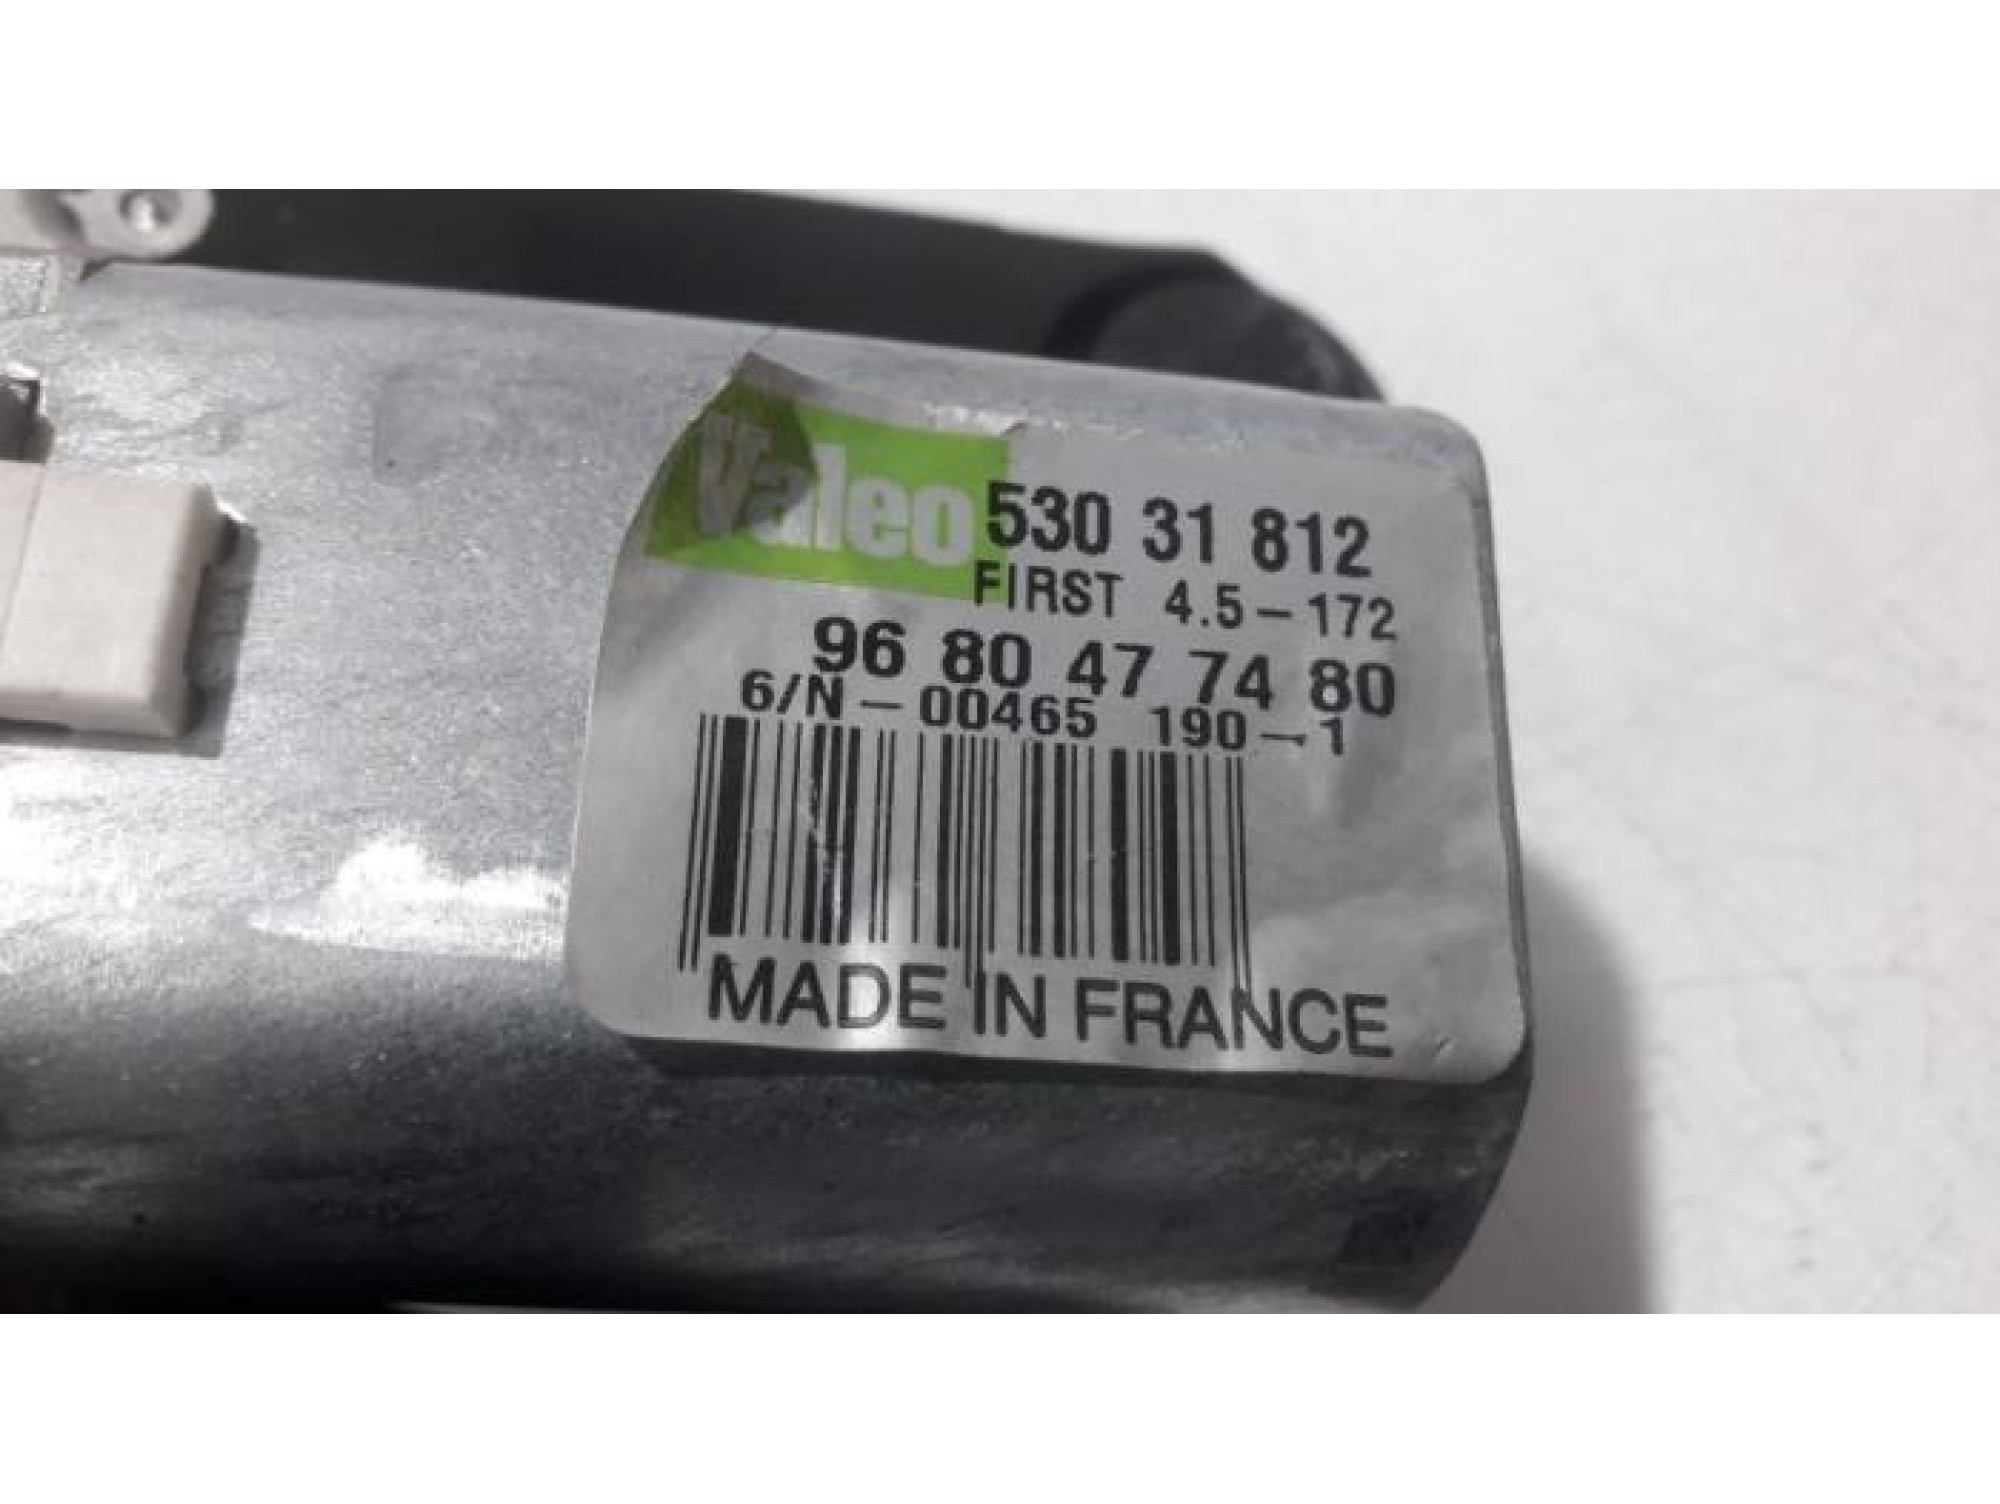 Valeo 530 31 812
FIRST 4.5-172
96 80 47 74 80
6/N-00465 190-1
MADE IN FRANCE